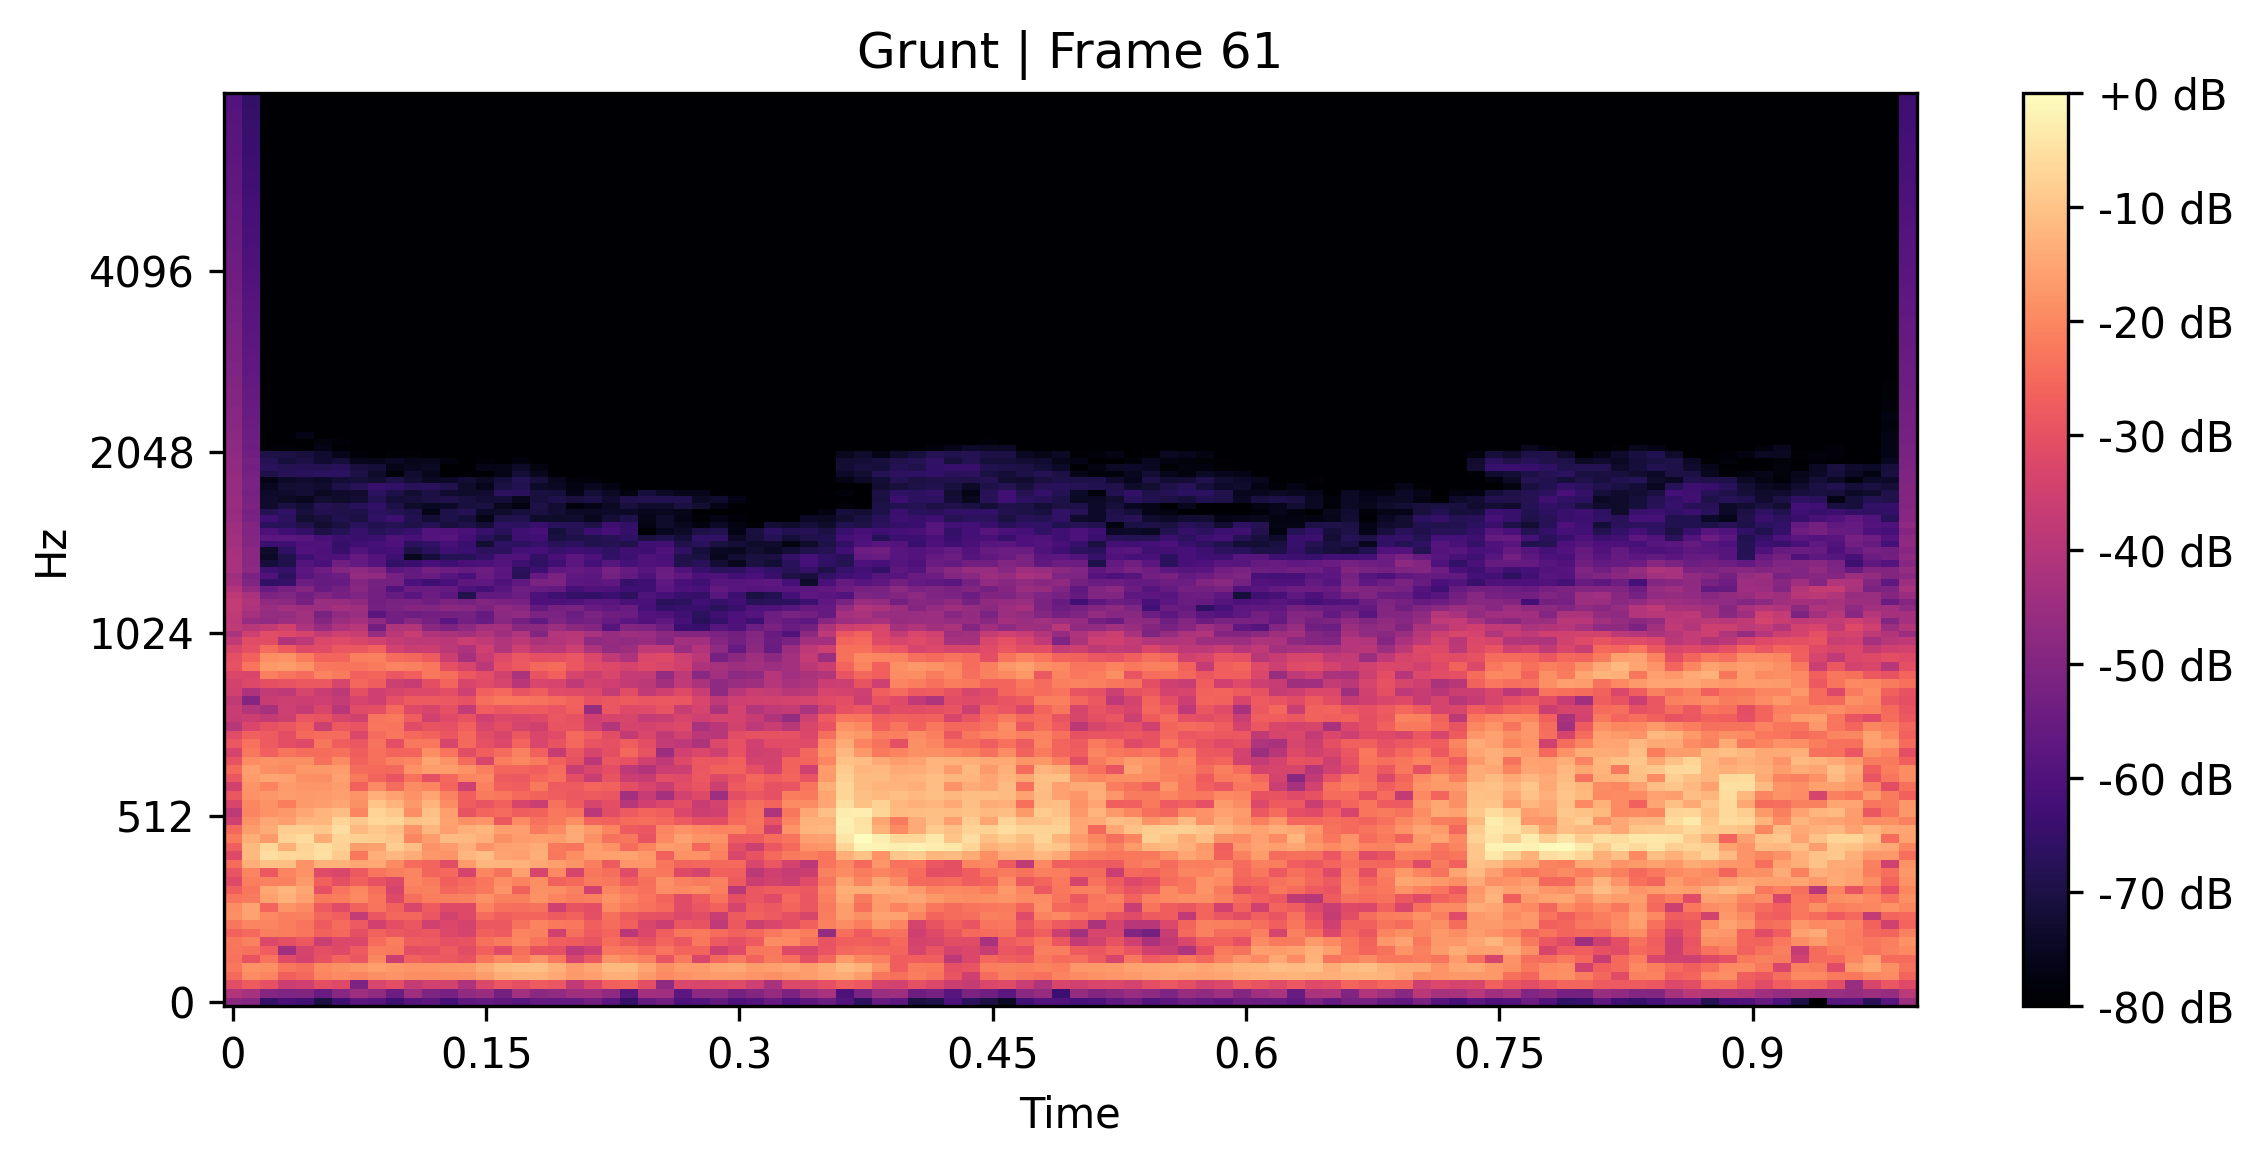 Grunt | Frame 61
Hz
4096
2048
1024
512
0
0 0.15 0.3 0.45 0.6 0.75 0.9
Time
+0 dB
-10 dB
-20 dB
-30 dB
-40 dB
-50 dB
-60 dB
-70 dB
-80 dB